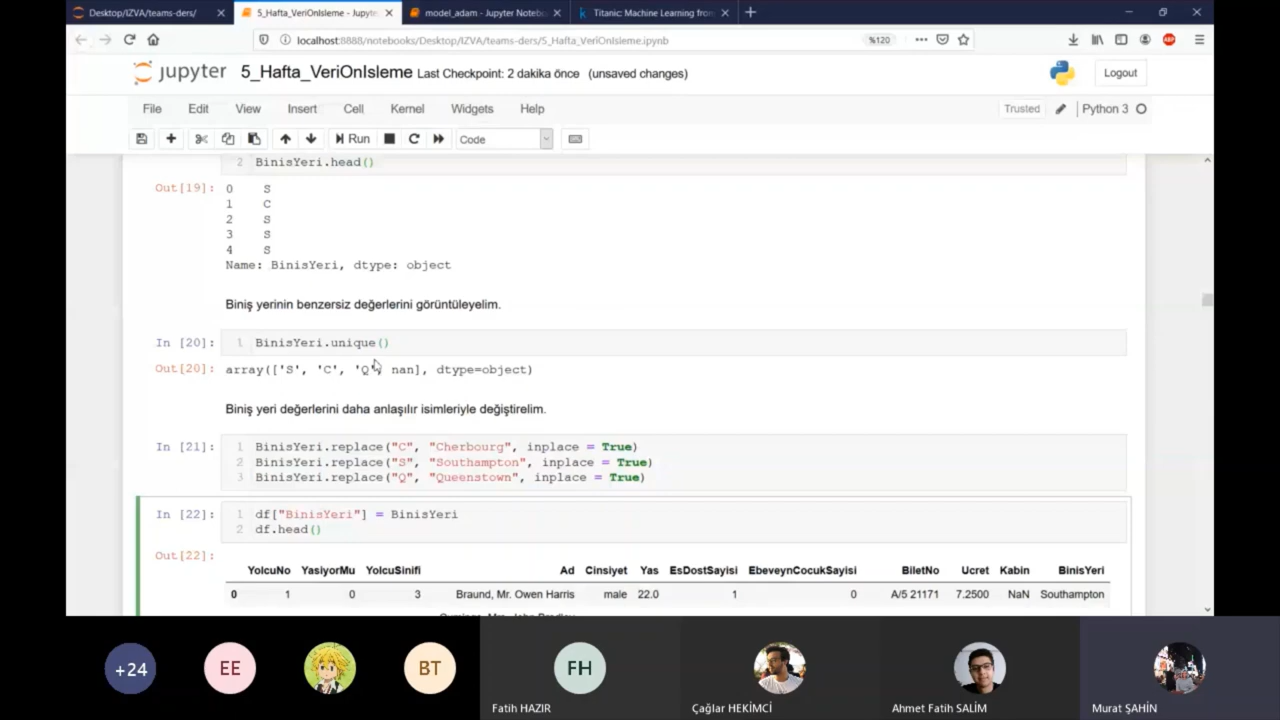 Desktop/IZVA/teams-ders/
5_Hafta_VeriOnIsleme - Jupyte
model_adam - Jupyter Noteboo
Titanic: Machine Learning from
localhost:8888/notebooks/Desktop/IZVA/teams-ders/5_Hafta_VeriOnIsleme.ipynb
%120
ABP
jupyter 5_Hafta_VeriOnIsleme Last Checkpoint: 2 dakika önce (unsaved changes)
Logout
File Edit View Insert Cell Kernel Widgets Help
Trusted
Python 3
Run
Code
2 BinisYeri.head()
Out[19]: 0 S
1 C
2 S
3 S
4 S
Name: BinisYeri, dtype: object
Biniş yerinin benzersiz değerlerini görüntüleyelim.
In [20]: 1 BinisYeri.unique()
Out[20]: array(['S', 'C', 'Q', nan], dtype=object)
Biniş yeri değerlerini daha anlaşılır isimleriyle değiştirelim.
In [21]: 1 BinisYeri.replace("C", "Cherbourg", inplace = True)
2 BinisYeri.replace("S", "Southampton", inplace = True)
3 BinisYeri.replace("Q", "Queenstown", inplace = True)
In [22]: 1 df["BinisYeri"] = BinisYeri
2 df.head()
Out[22]:
YolcuNo YasiyorMu YolcuSinifi Ad Cinsiyet Yas EsDostSayisi EbeveynCocukSayisi BiletNo Ucret Kabin BinisYeri
0 1 0 3 Braund, Mr. Owen Harris male 22.0 1 0 A/5 21171 7.2500 NaN Southampton
+24
EE
BT
FH
Fatih HAZIR
Çağlar HEKİMCİ
Ahmet Fatih SALİM
Murat ŞAHİN